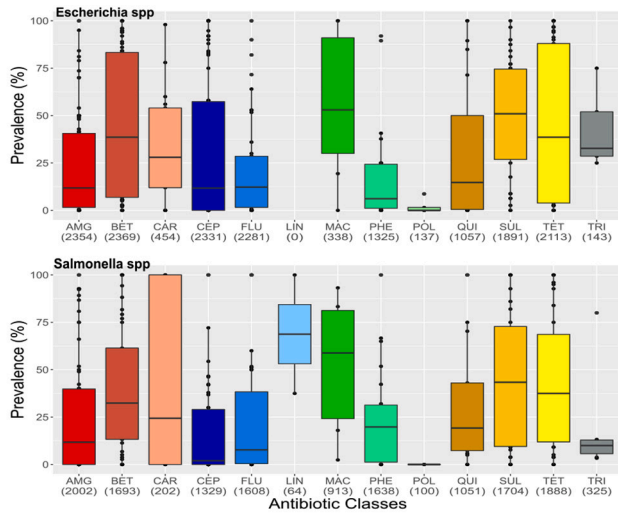 Escherichia spp
Prevalence (%)
100
75
50
25
0
AMG BET CAR CEP FLU LIN MAC PHE POL QUI SUL TET TRI
(2354) (2369) (454) (2331) (2281) (0) (338) (1325) (137) (1057) (1891) (2113) (143)
Salmonella spp
Prevalence (%)
100
75
50
25
0
AMG BET CAR CEP FLU LIN MAC PHE POL QUI SUL TET TRI
(2002) (1693) (202) (1329) (1608) (64) (913) (1638) (100) (1051) (1704) (1888) (325)
Antibiotic Classes